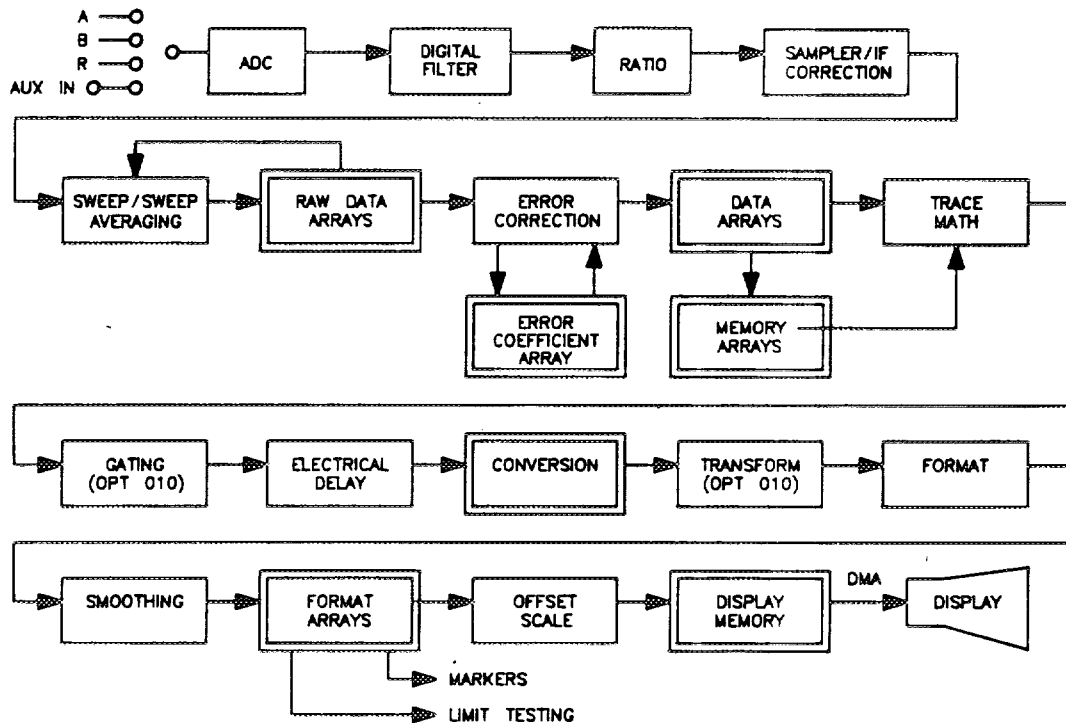 A
B
R
AUX IN
ADC
DIGITAL
FILTER
RATIO
SAMPLER/IF
CORRECTION
SWEEP/SWEEP
AVERAGING
RAW DATA
ARRAYS
ERROR
CORRECTION
DATA
ARRAYS
TRACE
MATH
ERROR
COEFFICIENT
ARRAY
MEMORY
ARRAYS
GATING
(OPT 010)
ELECTRICAL
DELAY
CONVERSION
TRANSFORM
(OPT 010)
FORMAT
SMOOTHING
FORMAT
ARRAYS
OFFSET
SCALE
DISPLAY
MEMORY
DMA
DISPLAY
MARKERS
LIMIT TESTING